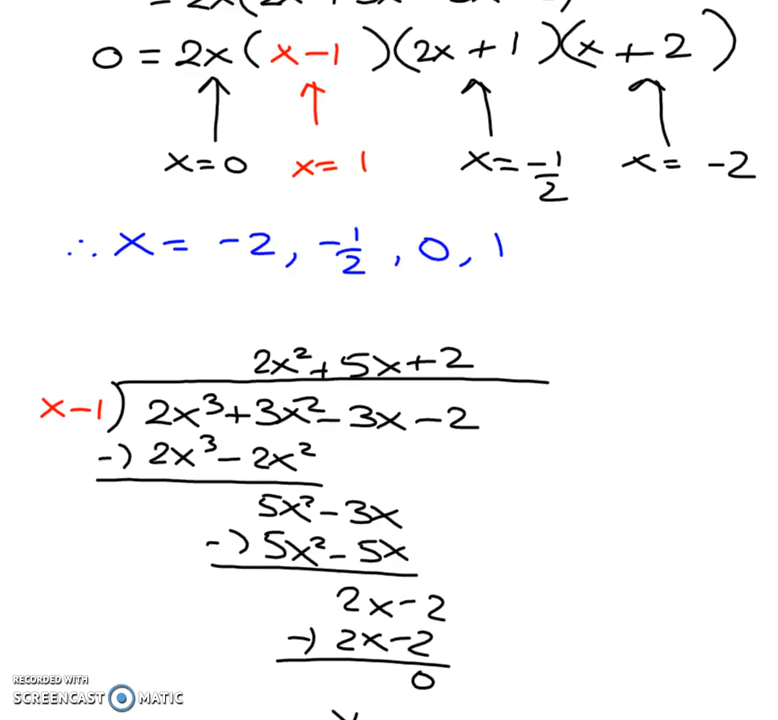 0 = 2x(x-1)(2x+1)(x+2)
x=0 x=1 x=-1/2 x=-2
∴ x = -2, -1/2, 0, 1
2x²+5x+2
x-1)2x³+3x²-3x-2
-)2x³-2x²
5x²-3x
-)5x²-5x
2x-2
-)2x-2
0
RECORDED WITH
SCREENCAST MATIC